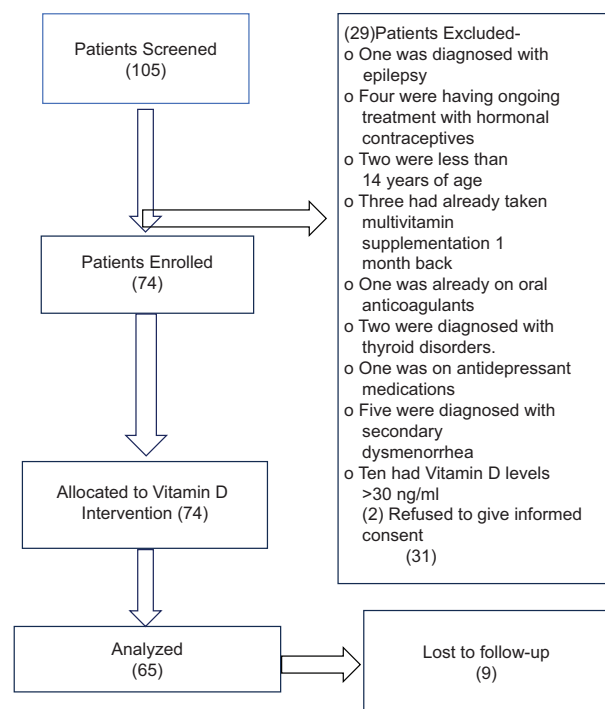 Patients Screened
(105)
(29)Patients Excluded-
o One was diagnosed with
epilepsy
o Four were having ongoing
treatment with hormonal
contraceptives
o Two were less than
14 years of age
o Three had already taken
multivitamin
supplementation 1
month back
o One was already on oral
anticoagulants
o Two were diagnosed with
thyroid disorders.
o One was on antidepressant
medications
o Five were diagnosed with
secondary
dysmenorrhea
o Ten had Vitamin D levels
>30 ng/ml
(2) Refused to give informed
consent
(31)
Patients Enrolled
(74)
Allocated to Vitamin D
Intervention (74)
Analyzed
(65)
Lost to follow-up
(9)